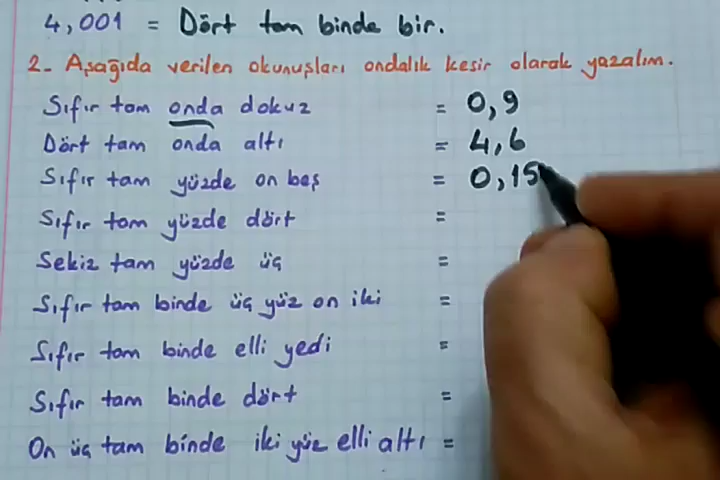 4,001 = Dört tam binde bir.
2- Aşağıda verilen okunuşları ondalık kesir olarak yazalım.
Sıfır tam onda dokuz = 0,9
Dört tam onda altı = 4,6
Sıfır tam yüzde on beş = 0,15
Sıfır tam yüzde dört =
Sekiz tam yüzde üç =
Sıfır tam binde üç yüz on iki =
Sıfır tam binde elli yedi =
Sıfır tam binde dört =
On üç tam binde iki yüz elli altı =